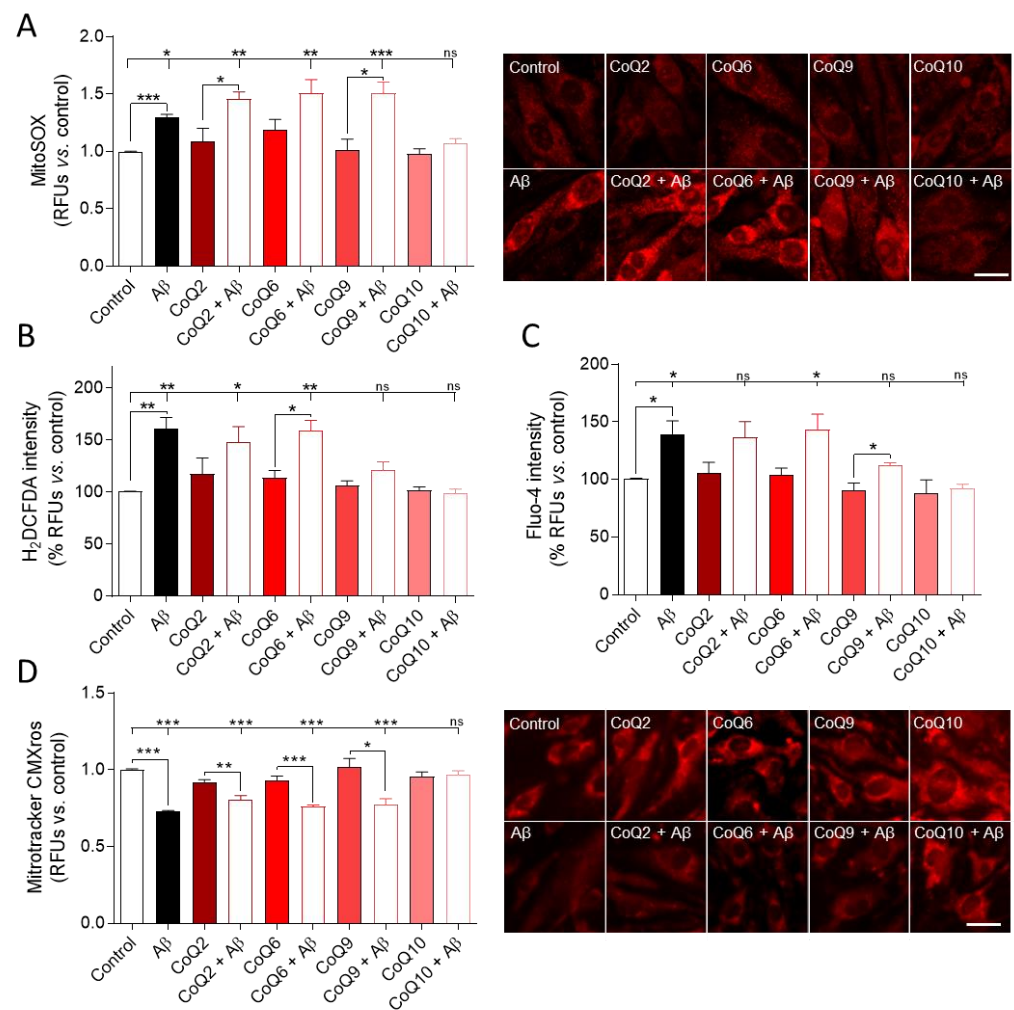 A
MitoSOX
(RFUs vs. control)
2.0
1.5
1.0
0.5
0.0
* ** ** *** ns
*** * *
Control
Aβ
CoQ2
CoQ2 + Aβ
CoQ6
CoQ6 + Aβ
CoQ9
CoQ9 + Aβ
CoQ10
CoQ10 + Aβ
Control CoQ2 CoQ6 CoQ9 CoQ10
Aβ CoQ2 + Aβ CoQ6 + Aβ CoQ9 + Aβ CoQ10 + Aβ
B
H₂DCFDA intensity
(% RFUs vs. control)
200
150
100
50
0
** * ** ns ns
** *
Control
Aβ
CoQ2
CoQ2 + Aβ
CoQ6
CoQ6 + Aβ
CoQ9
CoQ9 + Aβ
CoQ10
CoQ10 + Aβ
C
Fluo-4 intensity
(% RFUs vs. control)
200
150
100
50
0
* ns * ns ns
* *
Control
Aβ
CoQ2
CoQ2 + Aβ
CoQ6
CoQ6 + Aβ
CoQ9
CoQ9 + Aβ
CoQ10
CoQ10 + Aβ
D
Mitrotracker CMXros
(RFUs vs. control)
1.5
1.0
0.5
0.0
*** *** *** *** ns
*** ** *** *
Control
Aβ
CoQ2
CoQ2 + Aβ
CoQ6
CoQ6 + Aβ
CoQ9
CoQ9 + Aβ
CoQ10
CoQ10 + Aβ
Control CoQ2 CoQ6 CoQ9 CoQ10
Aβ CoQ2 + Aβ CoQ6 + Aβ CoQ9 + Aβ CoQ10 + Aβ